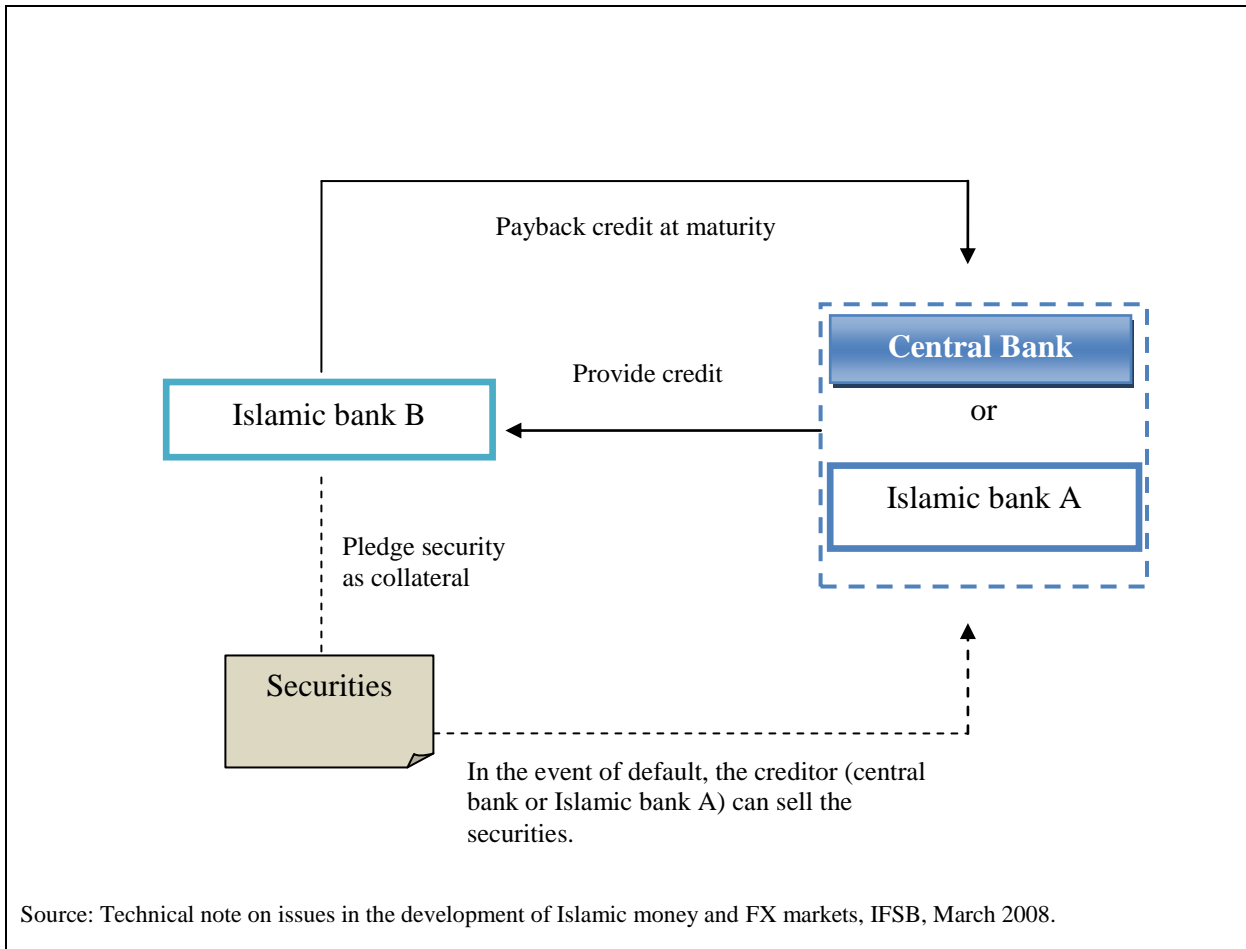 Payback credit at maturity
Central Bank
Provide credit
or
Islamic bank B
Islamic bank A
Pledge security
as collateral
Securities
In the event of default, the creditor (central
bank or Islamic bank A) can sell the
securities.
Source: Technical note on issues in the development of Islamic money and FX markets, IFSB, March 2008.